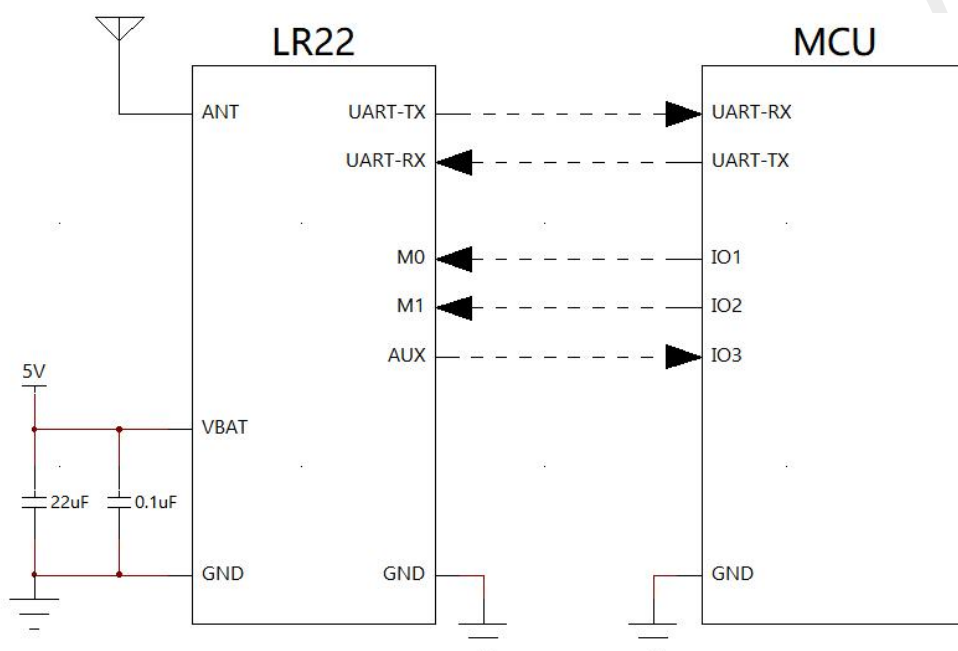 LR22
MCU
ANT
UART-TX
UART-RX
UART-RX
UART-TX
M0
IO1
M1
IO2
AUX
IO3
5V
VBAT
22uF
0.1uF
GND
GND
GND